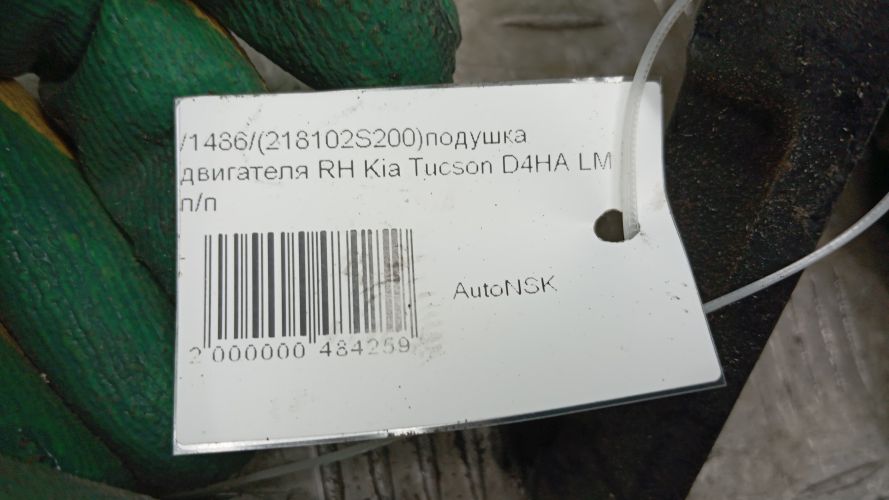 /1486/(218102S200)подушка
двигателя RH Kia Tucson D4HA LM
п/п
AutoNSK
2 000000 484259